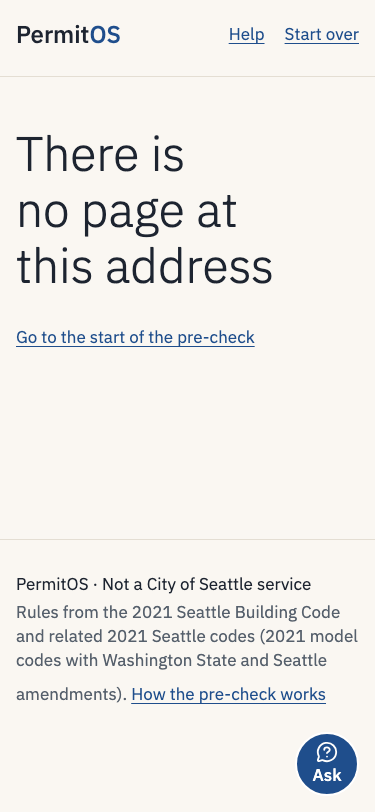 PermitOS
Help
Start over
There is
no page at
this address
Go to the start of the pre-check
PermitOS · Not a City of Seattle service
Rules from the 2021 Seattle Building Code
and related 2021 Seattle codes (2021 model
codes with Washington State and Seattle
amendments). How the pre-check works
Ask